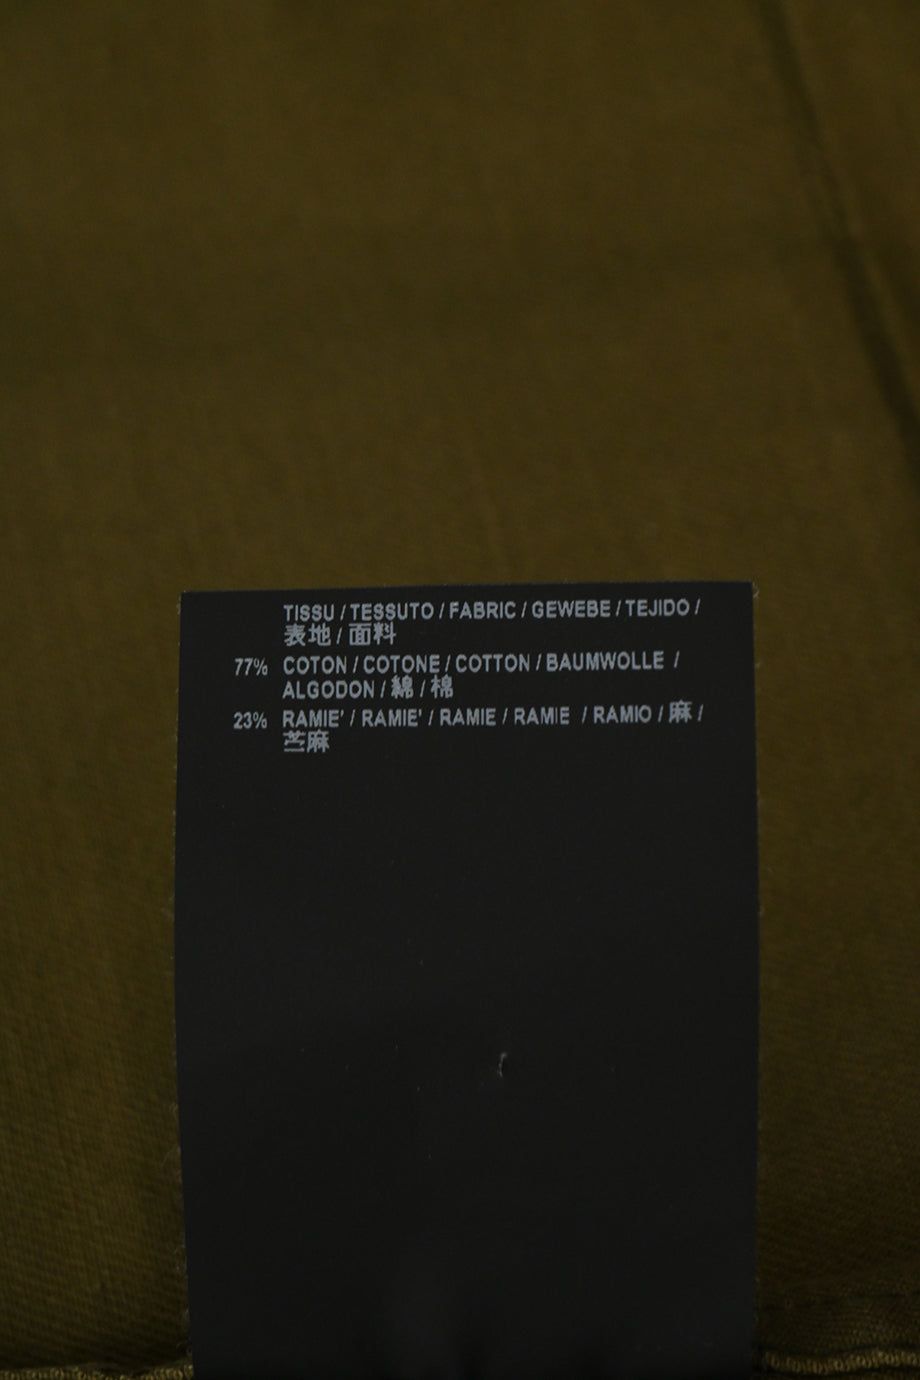 TISSU / TESSUTO / FABRIC / GEWEBE / TEJIDO /
表地 / 面料
77% COTON / COTONE / COTTON / BAUMWOLLE /
ALGODON / 綿 / 棉
23% RAMIE' / RAMIE' / RAMIE / RAMIE / RAMIO / 麻 /
苎麻